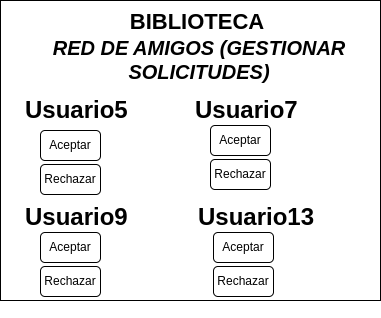 BIBLIOTECA
RED DE AMIGOS (GESTIONAR
SOLICITUDES)
Usuario5
Aceptar
Rechazar
Usuario7
Aceptar
Rechazar
Usuario9
Aceptar
Rechazar
Usuario13
Aceptar
Rechazar